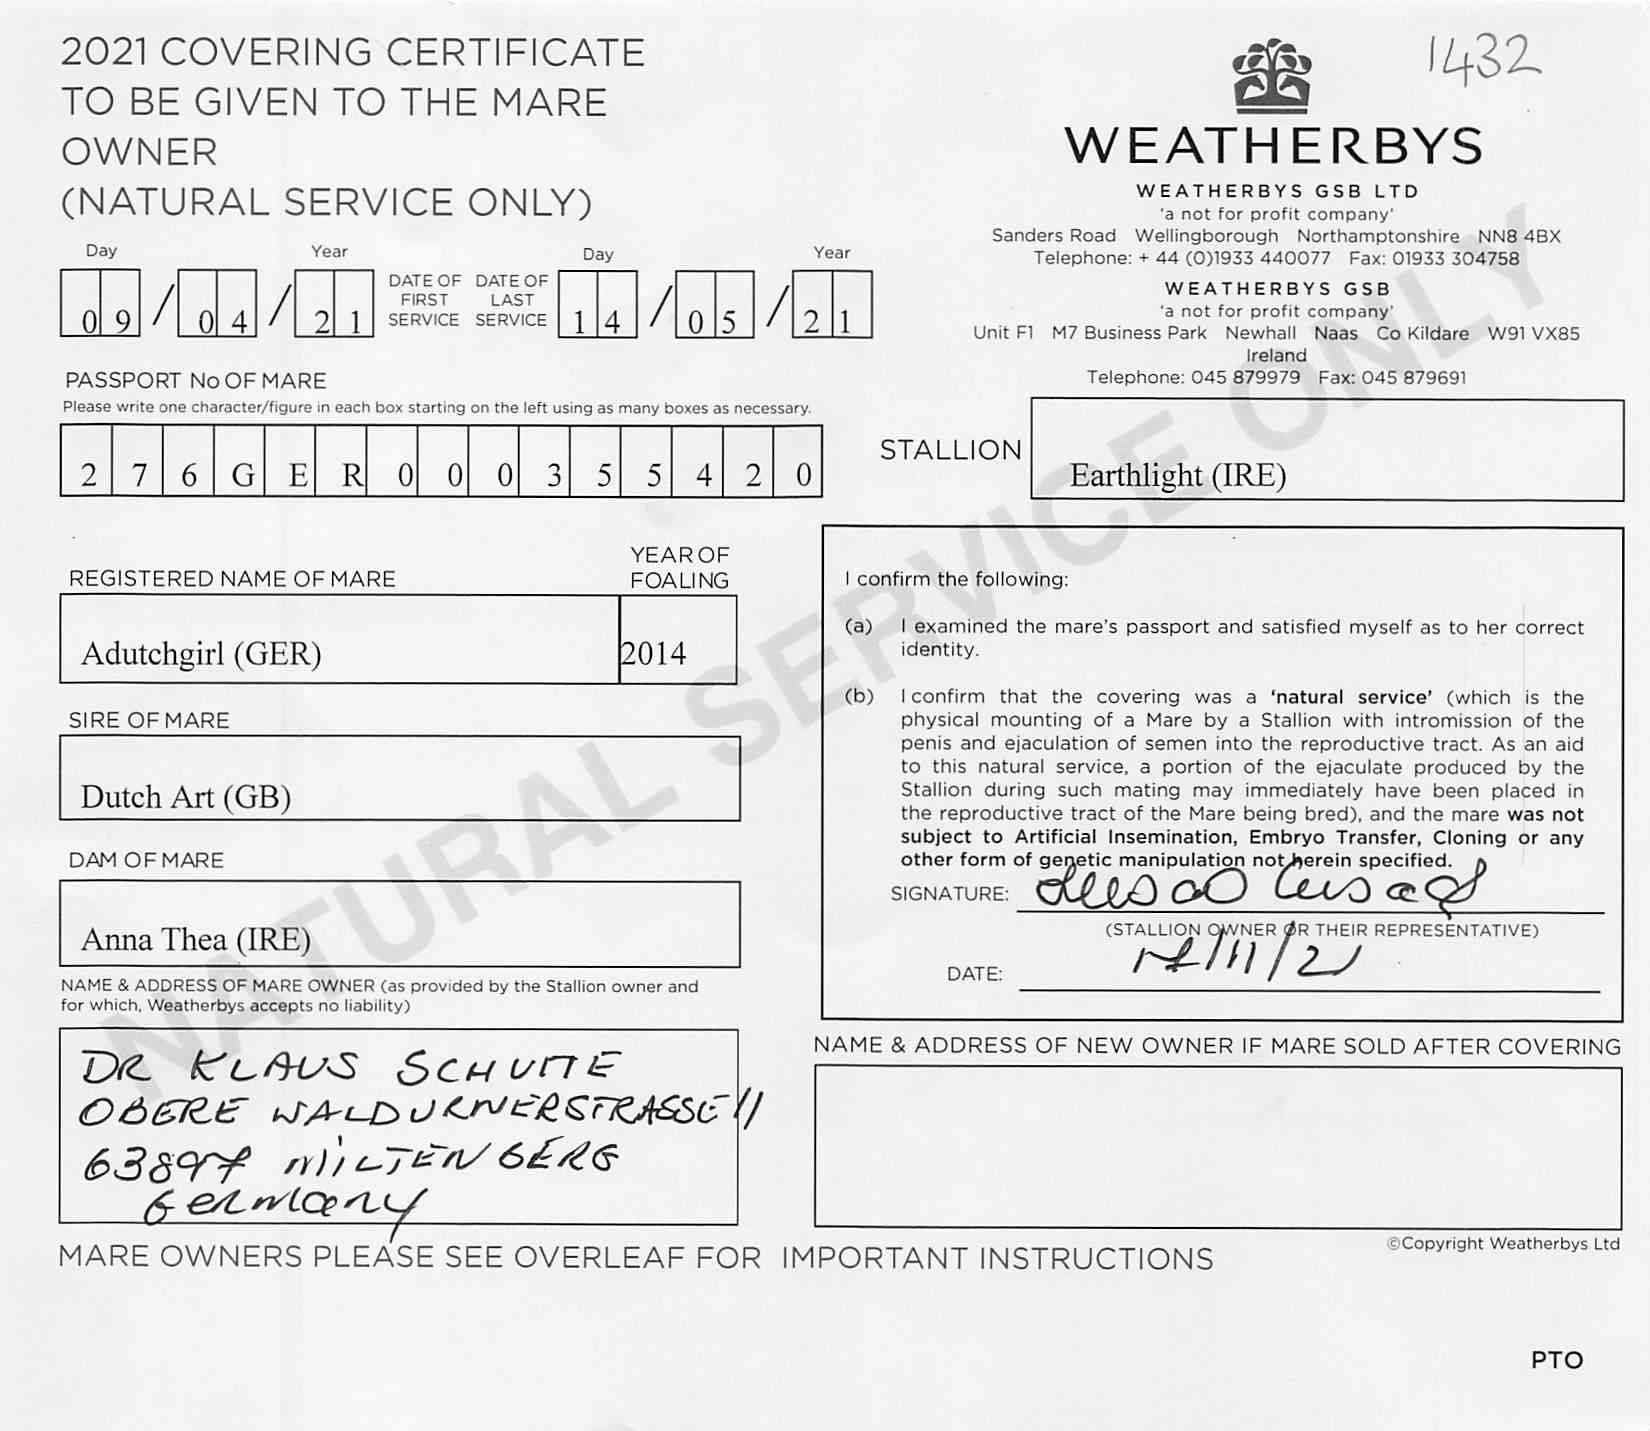 2021 COVERING CERTIFICATE
TO BE GIVEN TO THE MARE
OWNER
(NATURAL SERVICE ONLY)
1432
WEATHERBYS
WEATHERBYS GSB LTD
'a not for profit company'
Sanders Road Wellingborough Northamptonshire NN8 4BX
Telephone: + 44 (0)1933 440077 Fax: 01933 304758
WEATHERBYS GSB
'a not for profit company'
Unit F1 M7 Business Park Newhall Naas Co Kildare W91 VX85
Ireland
Telephone: 045 879979 Fax: 045 879691
Day Year
09/04/21
DATE OF FIRST SERVICE
DATE OF LAST SERVICE
Day Year
14/05/21
PASSPORT No OF MARE
Please write one character/figure in each box starting on the left using as many boxes as necessary.
276GER000355420
STALLION
Earthlight (IRE)
REGISTERED NAME OF MARE
Adutchgirl (GER)
YEAR OF
FOALING
2014
SIRE OF MARE
Dutch Art (GB)
DAM OF MARE
Anna Thea (IRE)
NAME & ADDRESS OF MARE OWNER (as provided by the Stallion owner and
for which, Weatherbys accepts no liability)
DR KLAUS SCHUTTE
OBERE WALDURNERSTRASSE 11
63897 MILTENBERG
Germany
I confirm the following:
(a) I examined the mare's passport and satisfied myself as to her correct
identity.
(b) I confirm that the covering was a 'natural service' (which is the
physical mounting of a Mare by a Stallion with intromission of the
penis and ejaculation of semen into the reproductive tract. As an aid
to this natural service, a portion of the ejaculate produced by the
Stallion during such mating may immediately have been placed in
the reproductive tract of the Mare being bred), and the mare was not
subject to Artificial Insemination, Embryo Transfer, Cloning or any
other form of genetic manipulation not herein specified.
SIGNATURE:
(STALLION OWNER OR THEIR REPRESENTATIVE)
DATE: /11/21
NAME & ADDRESS OF NEW OWNER IF MARE SOLD AFTER COVERING
©Copyright Weatherbys Ltd
MARE OWNERS PLEASE SEE OVERLEAF FOR IMPORTANT INSTRUCTIONS
PTO
NATURAL SERVICE ONLY